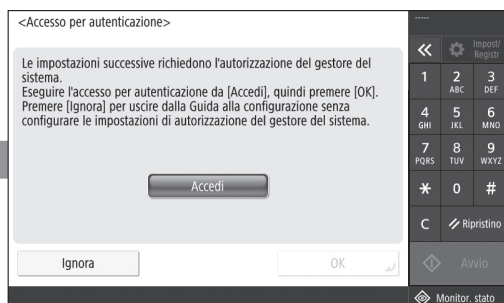 <Accesso per autenticazione>
Le impostazioni successive richiedono l'autorizzazione del gestore del
sistema.
Eseguire l'accesso per autenticazione da [Accedi], quindi premere [OK].
Premere [Ignora] per uscire dalla Guida alla configurazione senza
configurare le impostazioni di autorizzazione del gestore del sistema.
Accedi
Ignora
OK
-----
Impost/
Registr
1 2 3
ABC DEF
4 5 6
GHI JKL MNO
7 8 9
PQRS TUV WXYZ
* 0 #
C Ripristino
Avvio
Monitor. stato